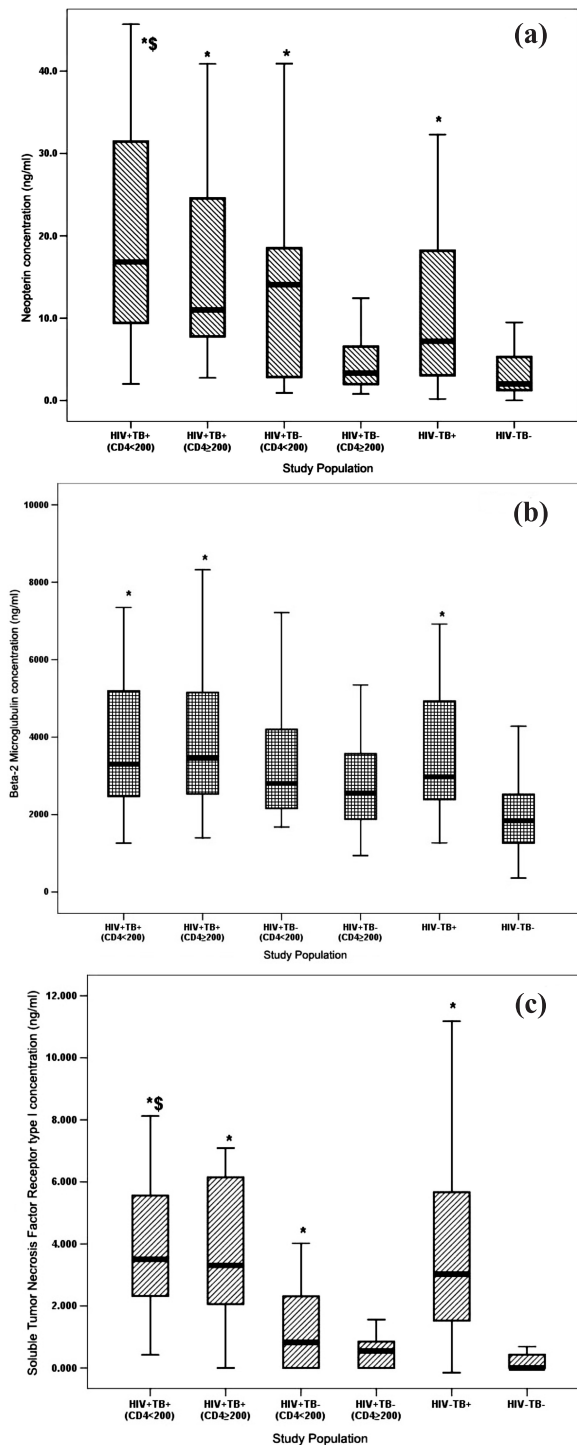 (a)
*$ * * *
Neopterin concentration (ng/ml)
40.0
30.0
20.0
10.0
0.0
HIV+TB+ HIV+TB+ HIV+TB- HIV+TB- HIV-TB+ HIV-TB-
(CD4<200) (CD4≥200) (CD4<200) (CD4≥200)
Study Population
(b)
* * *
Beta-2 Microglubulin concentration (ng/ml)
10000
8000
6000
4000
2000
0
HIV+TB+ HIV+TB+ HIV+TB- HIV+TB- HIV-TB+ HIV-TB-
(CD4<200) (CD4≥200) (CD4<200) (CD4≥200)
Study Population
(c)
*$ * * *
Soluble Tumor Necrosis Factor Receptor type I concentration (ng/ml)
12.000
10.000
8.000
6.000
4.000
2.000
0.000
HIV+TB+ HIV+TB+ HIV+TB- HIV+TB- HIV-TB+ HIV-TB-
(CD4<200) (CD4≥200) (CD4<200) (CD4≥200)
Study Population